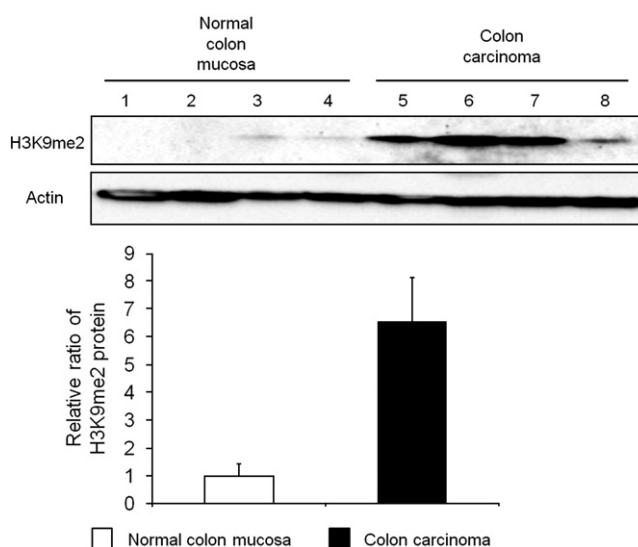 Normal
colon
mucosa
Colon
carcinoma
1 2 3 4 5 6 7 8
H3K9me2
Actin
Relative ratio of
H3K9me2 protein
9
8
7
6
5
4
3
2
1
0
Normal colon mucosa
Colon carcinoma